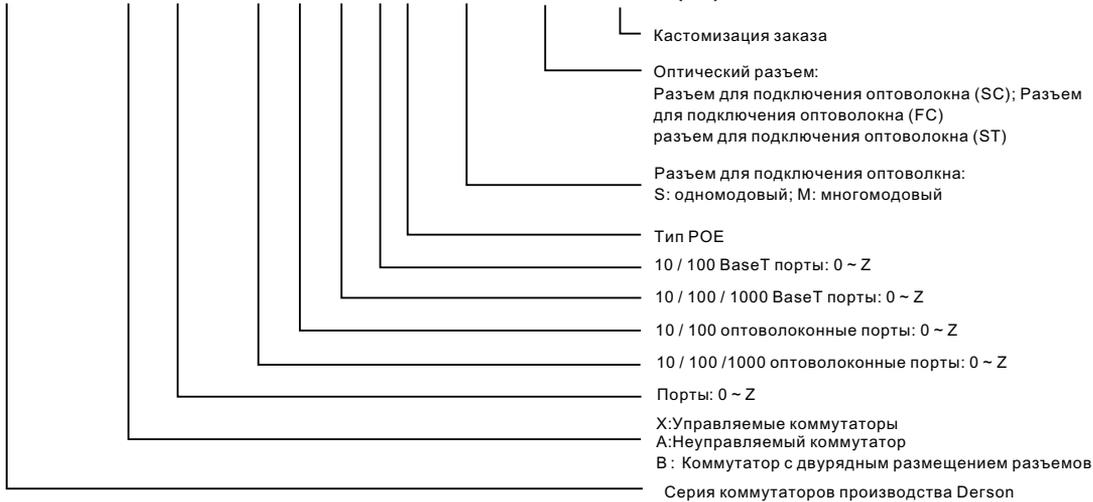 Кастомизация заказа
Оптический разъем:
Разъем для подключения оптоволокна (SC); Разъем
для подключения оптоволокна (FC)
разъем для подключения оптоволокна (ST)
Разъем для подключения оптоволкна:
S: одномодовый; М: многомодовый
Тип POE
10 / 100 BaseT порты: 0 ~ Z
10 / 100 / 1000 BaseT порты: 0 ~ Z
10 / 100 оптоволоконные порты: 0 ~ Z
10 / 100 /1000 оптоволоконные порты: 0 ~ Z
Порты: 0 ~ Z
X:Управляемые коммутаторы
A:Неуправляемый коммутатор
B : Коммутатор с двурядным размещением разъемов
Серия коммутаторов производства Derson